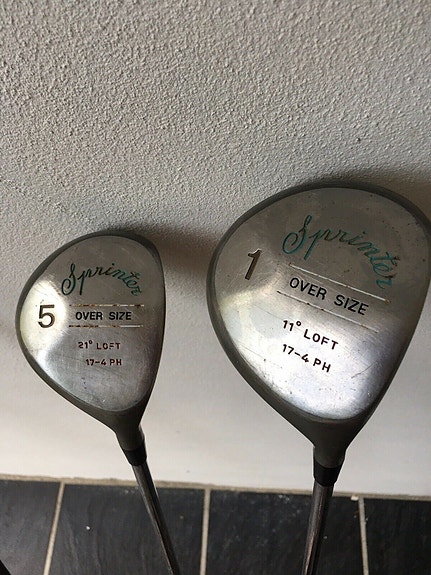 Sprinter
5
OVER SIZE
21° LOFT
17-4 PH
Sprinter
1
OVER SIZE
11° LOFT
17-4 PH